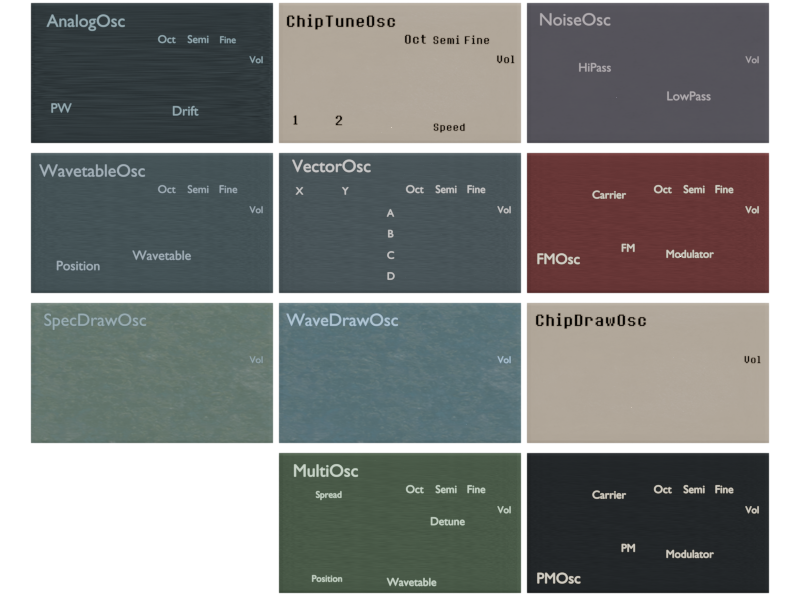 AnalogOsc
Oct Semi Fine
Vol
PW Drift
ChipTuneOsc
Oct Semi Fine
Vol
1 2
Speed
NoiseOsc
Vol
HiPass
LowPass
WavetableOsc
Oct Semi Fine
Vol
Wavetable
Position
VectorOsc
X Y Oct Semi Fine
A Vol
B
C
D
Carrier Oct Semi Fine
Vol
FM Modulator
FMOsc
SpecDrawOsc
Vol
WaveDrawOsc
Vol
ChipDrawOsc
Vol
MultiOsc
Spread Oct Semi Fine
Vol
Detune
Position Wavetable
Carrier Oct Semi Fine
Vol
PM Modulator
PMOsc